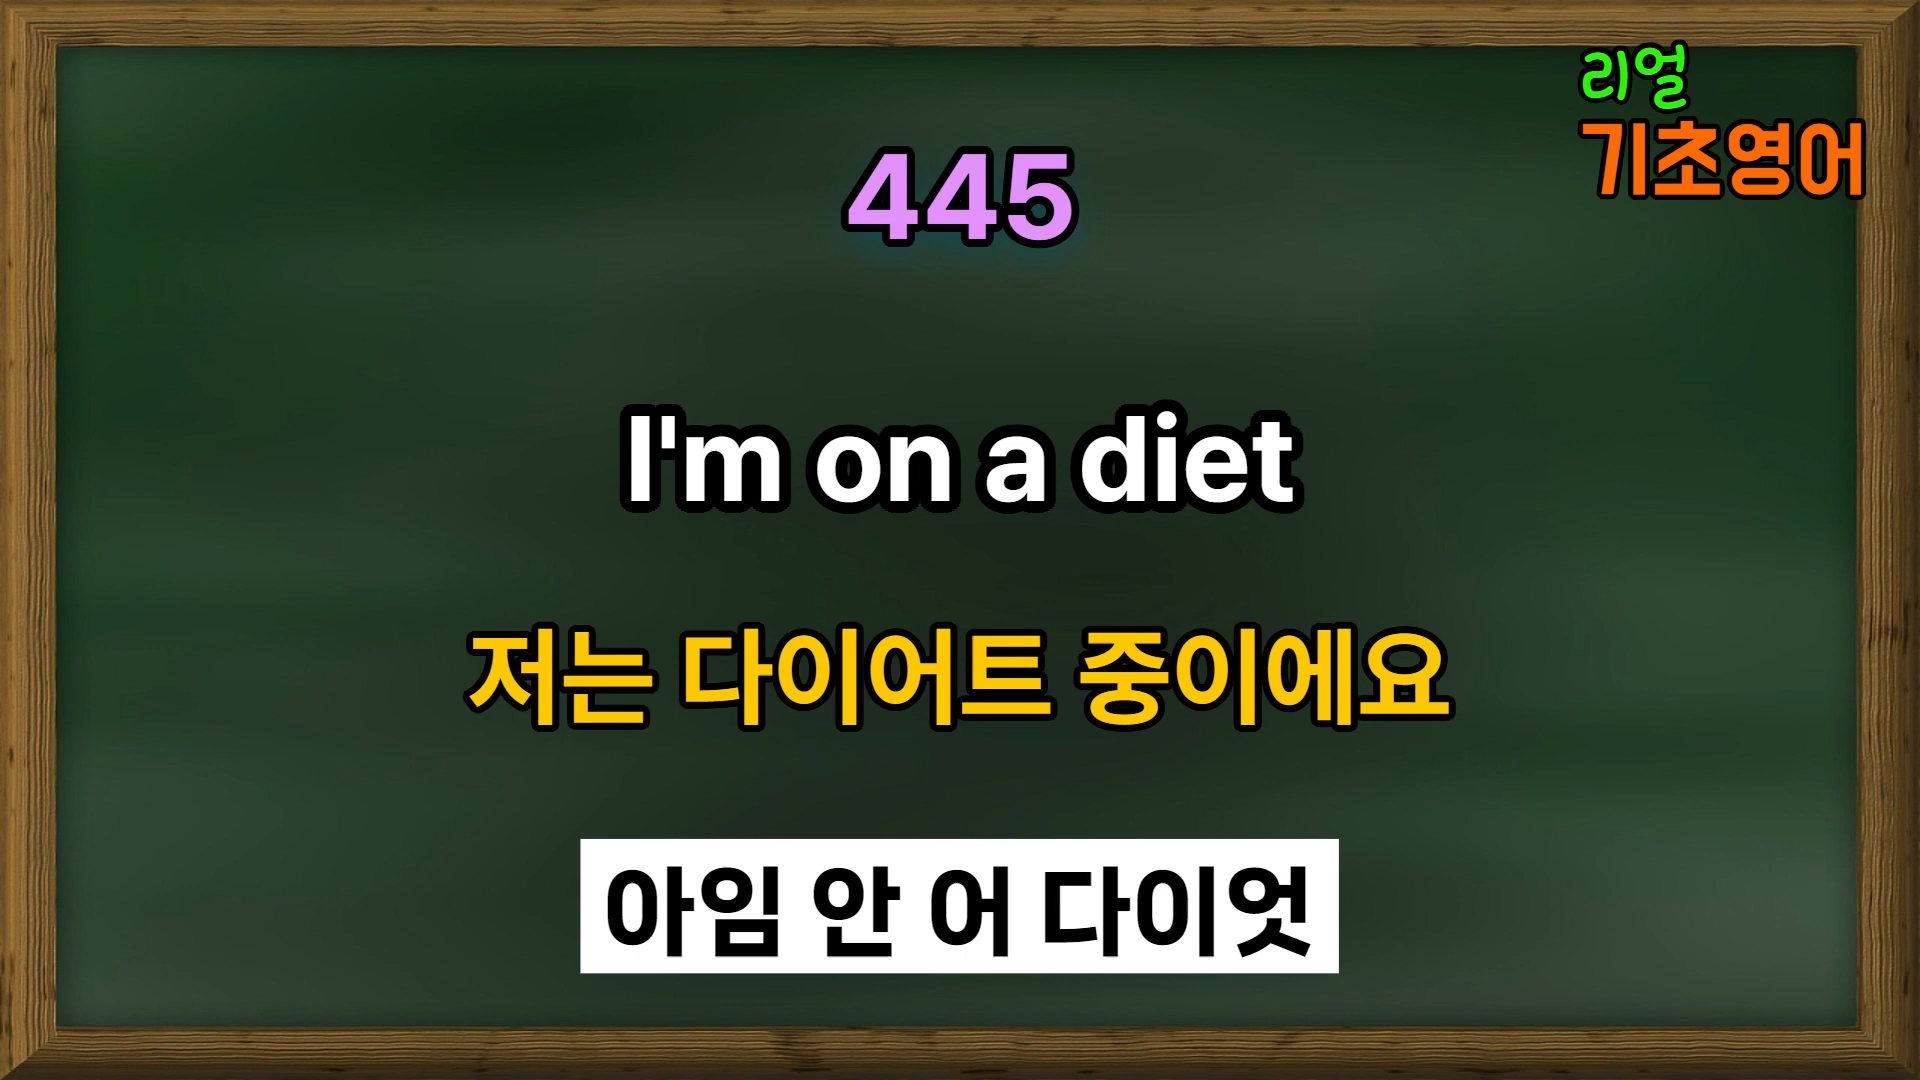 리얼
기초영어
445
I'm on a diet
저는 다이어트 중이에요
아임 안 어 다이엇